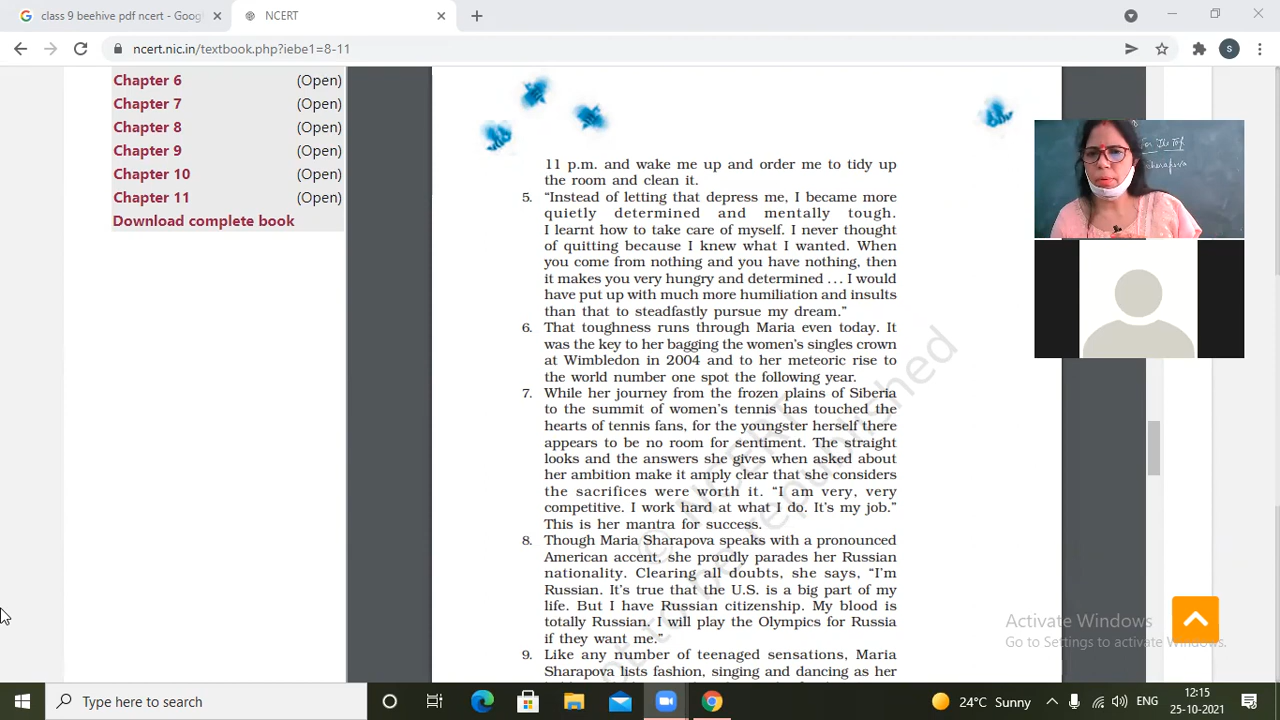 class 9 beehive pdf ncert - Goog
NCERT
ncert.nic.in/textbook.php?iebe1=8-11
S
Chapter 6 (Open)
Chapter 7 (Open)
Chapter 8 (Open)
Chapter 9 (Open)
Chapter 10 (Open)
Chapter 11 (Open)
Download complete book
11 p.m. and wake me up and order me to tidy up
the room and clean it.
5. “Instead of letting that depress me, I became more
quietly determined and mentally tough.
I learnt how to take care of myself. I never thought
of quitting because I knew what I wanted. When
you come from nothing and you have nothing, then
it makes you very hungry and determined ... I would
have put up with much more humiliation and insults
than that to steadfastly pursue my dream.”
6. That toughness runs through Maria even today. It
was the key to her bagging the women’s singles crown
at Wimbledon in 2004 and to her meteoric rise to
the world number one spot the following year.
7. While her journey from the frozen plains of Siberia
to the summit of women’s tennis has touched the
hearts of tennis fans, for the youngster herself there
appears to be no room for sentiment. The straight
looks and the answers she gives when asked about
her ambition make it amply clear that she considers
the sacrifices were worth it. “I am very, very
competitive. I work hard at what I do. It’s my job.”
This is her mantra for success.
8. Though Maria Sharapova speaks with a pronounced
American accent, she proudly parades her Russian
nationality. Clearing all doubts, she says, “I’m
Russian. It’s true that the U.S. is a big part of my
life. But I have Russian citizenship. My blood is
totally Russian. I will play the Olympics for Russia
if they want me.”
9. Like any number of teenaged sensations, Maria
Sharapova lists fashion, singing and dancing as her
© NCERT
not to be republished
The Top
Activate Windows
Go to Settings to activate Windows.
Type here to search
24°C Sunny
ENG
12:15
25-10-2021